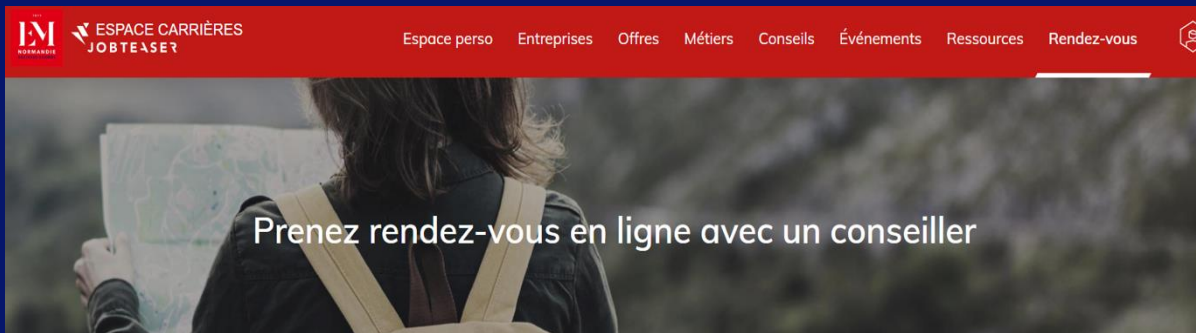 EM
NORMANDIE
ESPACE CARRIÈRES
JOBTEASER
Espace perso Entreprises Offres Métiers Conseils Événements Ressources Rendez-vous
Prenez rendez-vous en ligne avec un conseiller